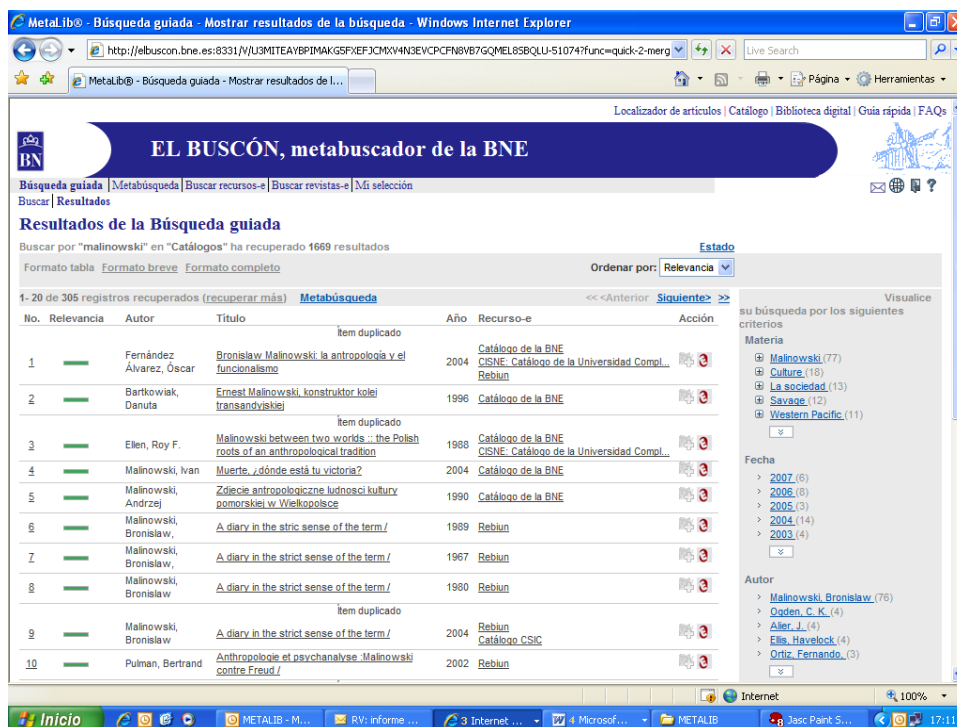 MetaLib® - Búsqueda guiada - Mostrar resultados de la búsqueda - Windows Internet Explorer
http://elbuscon.bne.es:8331/V/U3MITEAYBPIMAKG5FXEFJCMXV4N3EVCPCFN8VB7GQMEL8SBQLU-51074?func=quick-2-merg
Live Search
MetaLib® - Búsqueda guiada - Mostrar resultados de l...
Página
Herramientas
Localizador de artículos | Catálogo | Biblioteca digital | Guía rápida | FAQs
BN
EL BUSCÓN, metabuscador de la BNE
Búsqueda guiada | Metabúsqueda | Buscar recursos-e | Buscar revistas-e | Mi selección
Buscar | Resultados
Resultados de la Búsqueda guiada
Buscar por "malinowski" en "Catálogos" ha recuperado 1669 resultados
Estado
Formato tabla Formato breve Formato completo
Ordenar por: Relevancia
1- 20 de 305 registros recuperados (recuperar más) Metabúsqueda << <Anterior Siguiente> >>
No. Relevancia Autor Título Año Recurso-e Acción
Ítem duplicado
1 Fernández Álvarez, Óscar Bronislaw Malinowski: la antropología y el funcionalismo 2004 Catálogo de la BNE
CISNE: Catálogo de la Universidad Compl...
Rebiun
2 Bartkowiak, Danuta Ernest Malinowski, konstruktor kolei transandyjskiej 1996 Catálogo de la BNE
Ítem duplicado
3 Ellen, Roy F. Malinowski between two worlds :: the Polish roots of an anthropological tradition 1988 Catálogo de la BNE
CISNE: Catálogo de la Universidad Compl...
4 Malinowski, Ivan Muerte, ¿dónde está tu victoria? 2004 Catálogo de la BNE
5 Malinowski, Andrzej Zdjecie antropologiczne ludnosci kultury pomorskiej w Wielkopolsce 1990 Catálogo de la BNE
6 Malinowski, Bronislaw, A diary in the stric sense of the term / 1989 Rebiun
7 Malinowski, Bronislaw, A diary in the strict sense of the term / 1967 Rebiun
8 Malinowski, Bronislaw A diary in the strict sense of the term / 1980 Rebiun
Ítem duplicado
9 Malinowski, Bronislaw A diary in the strict sense of the term / 2004 Rebiun
Catálogo CSIC
10 Pulman, Bertrand Anthropologie et psychanalyse :Malinowski contre Freud / 2002 Rebiun
Visualice
su búsqueda por los siguientes
criterios
Materia
Malinowski (77)
Culture (18)
La sociedad (13)
Savage (12)
Western Pacific (11)
Fecha
2007 (6)
2006 (8)
2005 (3)
2004 (14)
2003 (4)
Autor
Malinowski, Bronislaw (76)
Ogden, C. K. (4)
Alier, J. (4)
Ellis, Havelock (4)
Ortiz, Fernando, (3)
Internet
100%
Inicio
METALIB - M...
RV: informe ...
3 Internet ...
4 Microsof...
METALIB
Jasc Paint S...
17:11